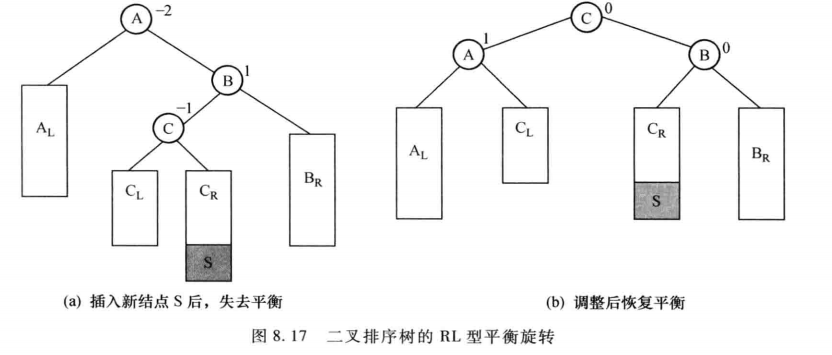 A −2
B 1
C −1
A_L
C_L
C_R
B_R
S
(a) 插入新结点 S 后，失去平衡
C 0
A 1
B 0
A_L
C_L
C_R
B_R
S
(b) 调整后恢复平衡
图 8.17 二叉排序树的 RL 型平衡旋转